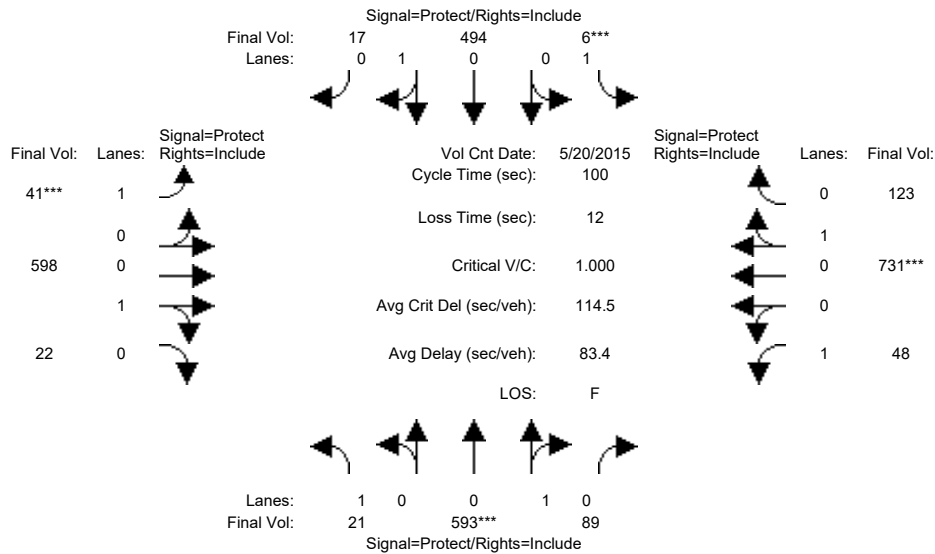 Signal=Protect/Rights=Include
Final Vol: 17 494 6***
Lanes: 0 1 0 0 1
Signal=Protect
Final Vol: Lanes: Rights=Include
Vol Cnt Date: 5/20/2015
Signal=Protect
Rights=Include Lanes: Final Vol:
Cycle Time (sec): 100
41*** 1
0 123
Loss Time (sec): 12
0
1
598 0
Critical V/C: 1.000
0 731***
1
Avg Crit Del (sec/veh): 114.5
0
22 0
Avg Delay (sec/veh): 83.4
1 48
LOS: F
Lanes: 1 0 0 1 0
Final Vol: 21 593*** 89
Signal=Protect/Rights=Include